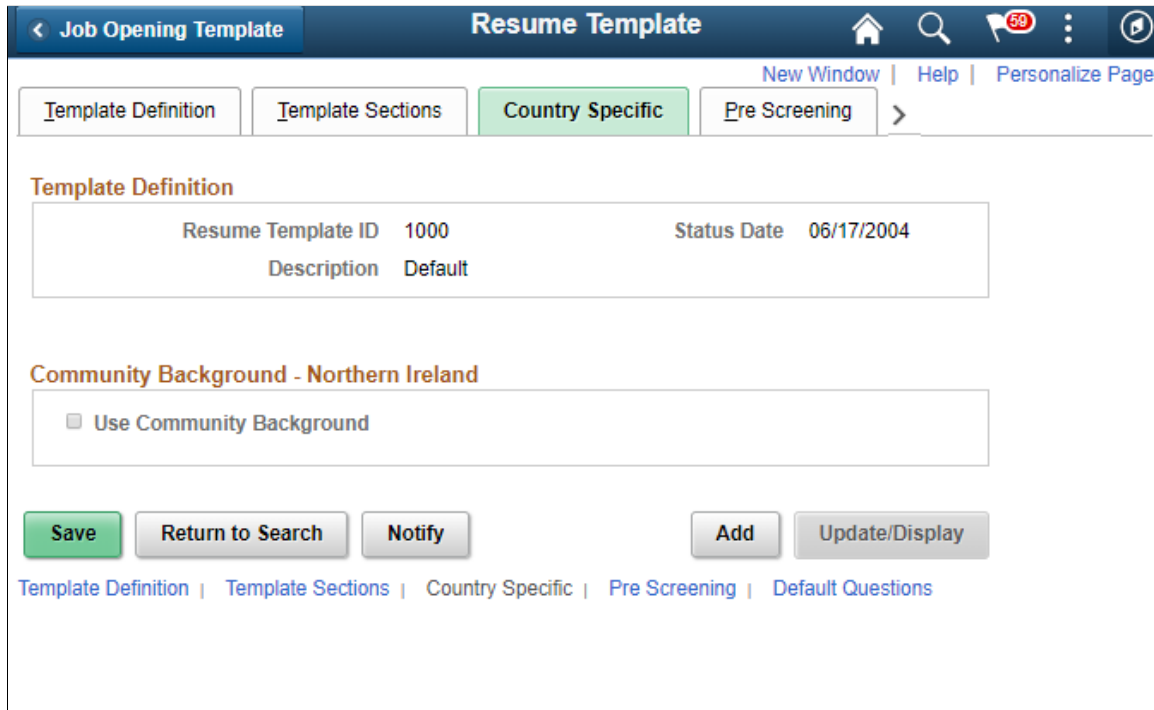 Job Opening Template Resume Template 59
New Window | Help | Personalize Page
Template Definition Template Sections Country Specific Pre Screening
Template Definition
Resume Template ID 1000 Status Date 06/17/2004
Description Default
Community Background - Northern Ireland
Use Community Background
Save Return to Search Notify Add Update/Display
Template Definition | Template Sections | Country Specific | Pre Screening | Default Questions